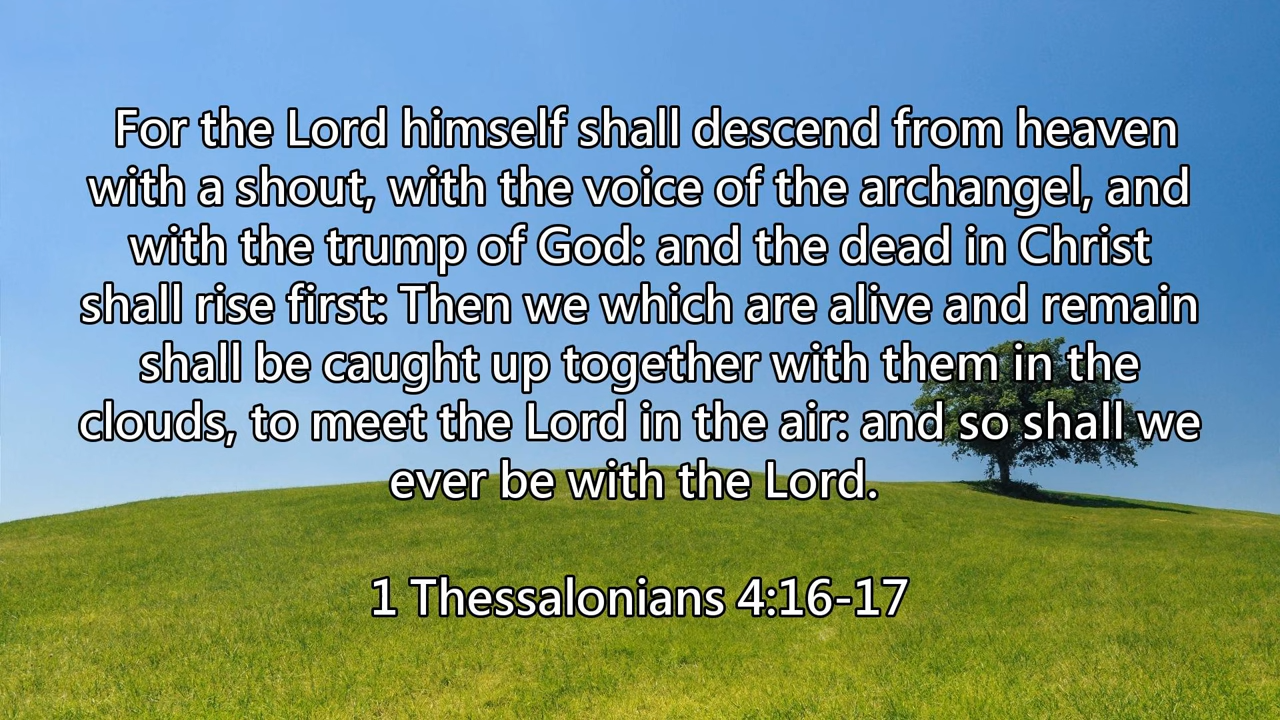 For the Lord himself shall descend from heaven
with a shout, with the voice of the archangel, and
with the trump of God: and the dead in Christ
shall rise first: Then we which are alive and remain
shall be caught up together with them in the
clouds, to meet the Lord in the air: and so shall we
ever be with the Lord.
1 Thessalonians 4:16-17